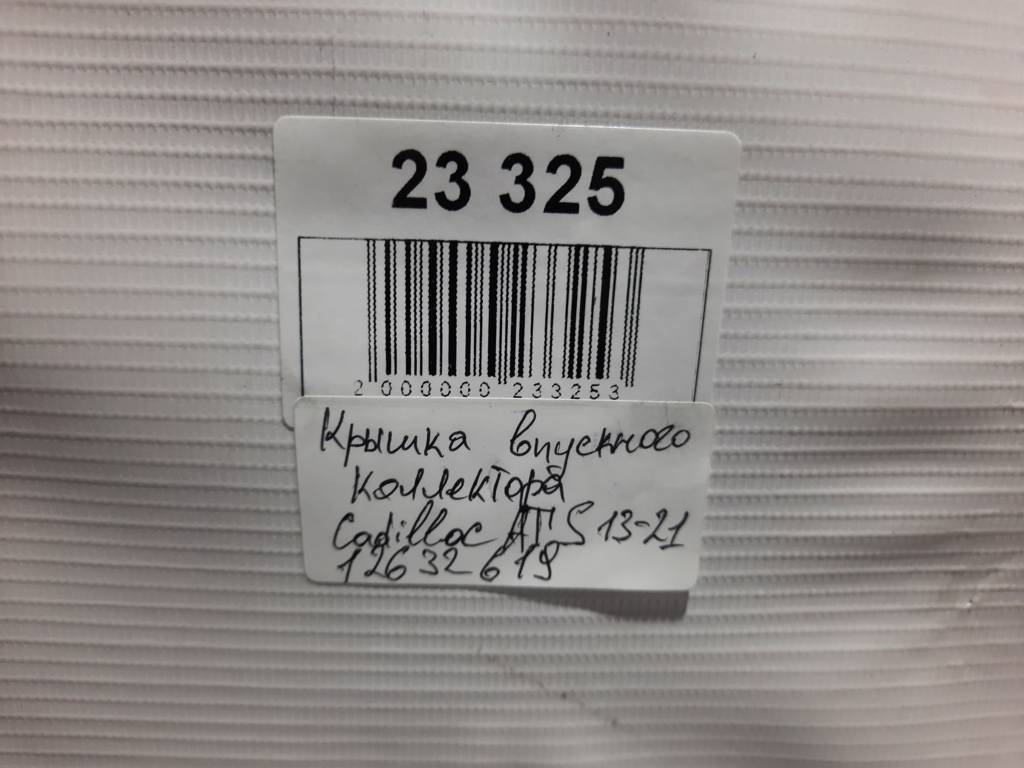 23 325
2 000000 233253
Крышка впускного
коллектора
Cadillac ATS 13-21
12632619